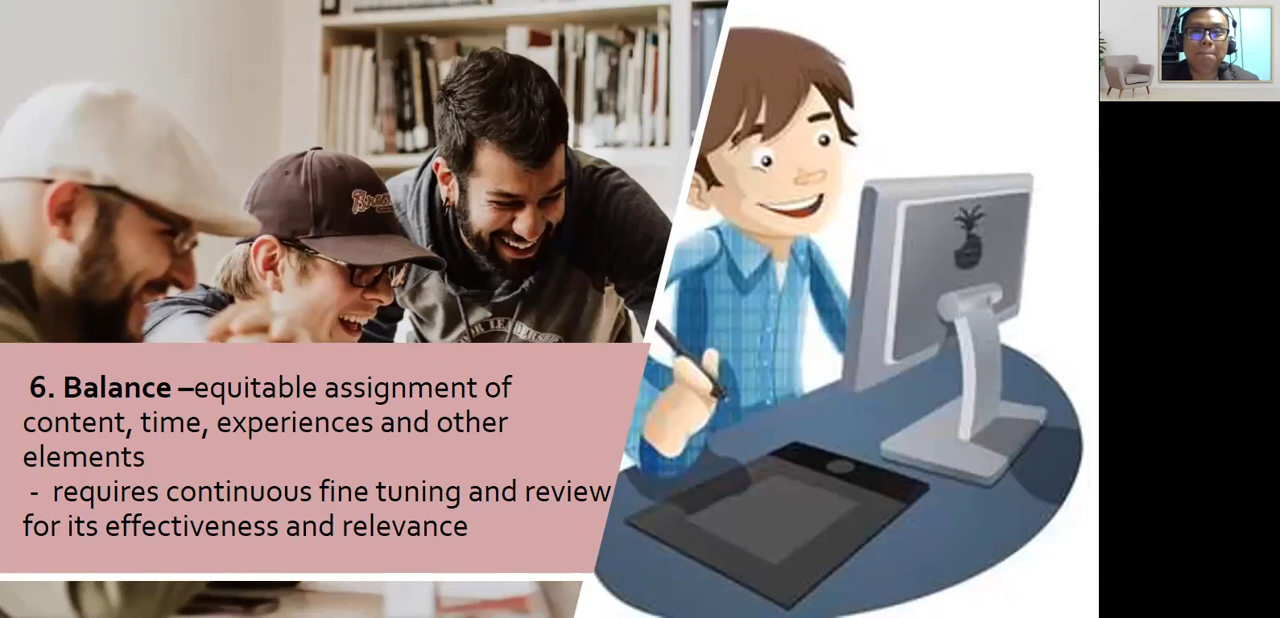 6. Balance –equitable assignment of
content, time, experiences and other
elements
- requires continuous fine tuning and review
for its effectiveness and relevance